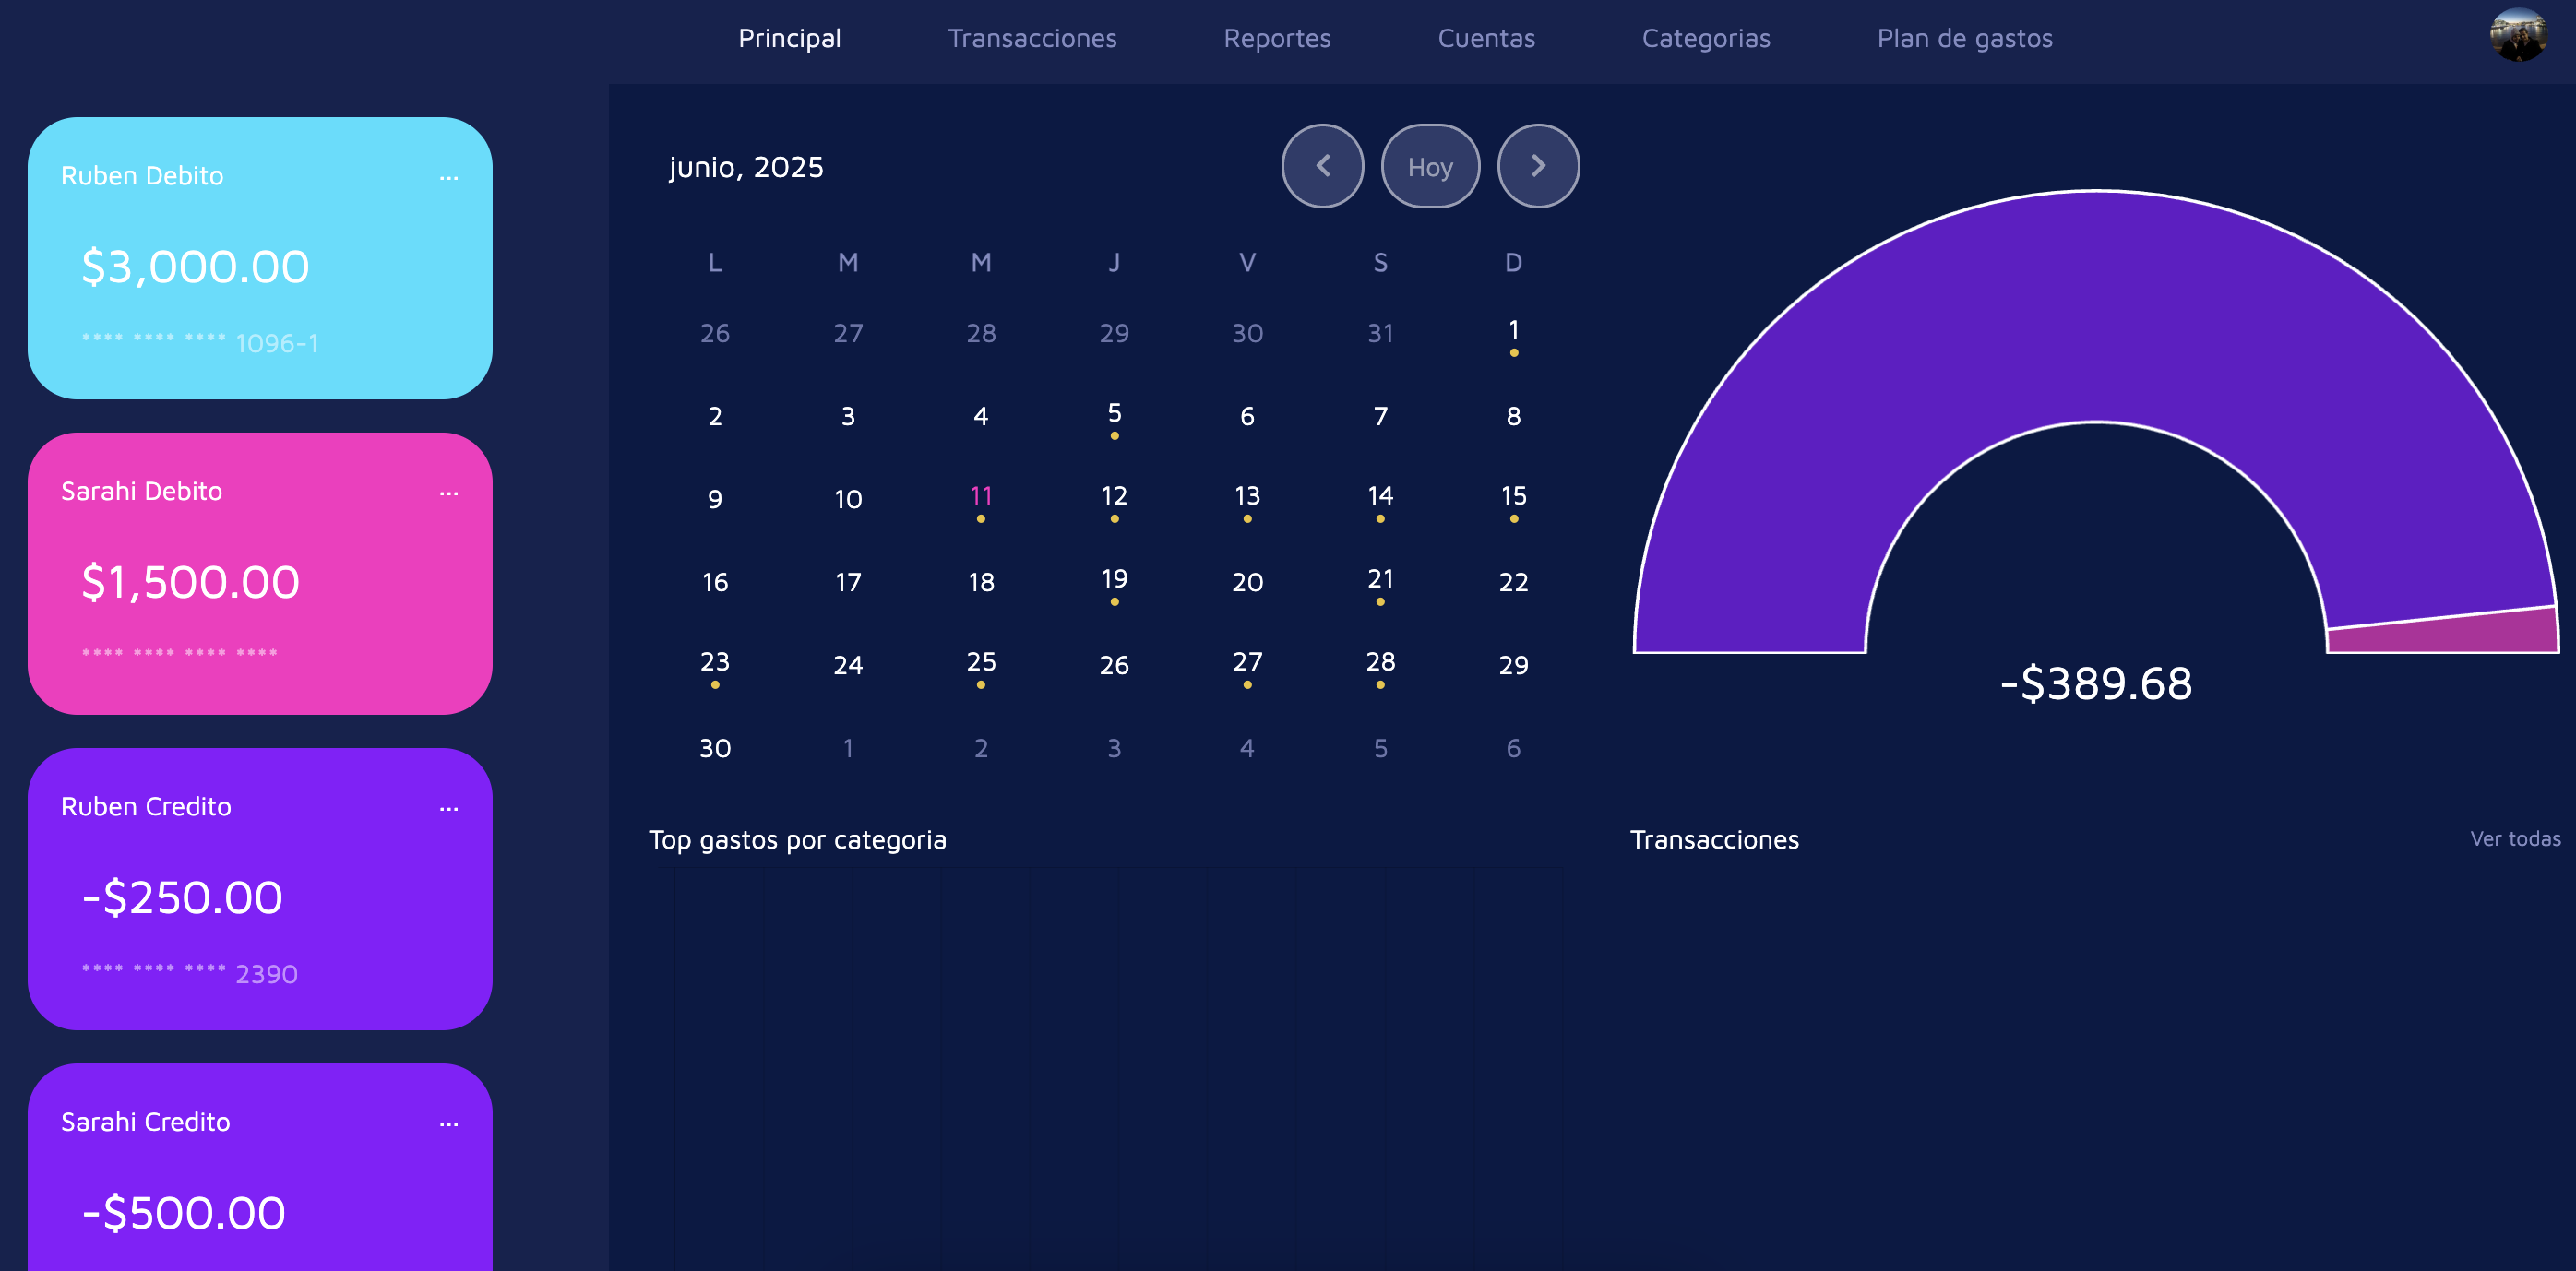 Principal Transacciones Reportes Cuentas Categorias Plan de gastos
Ruben Debito ...
$3,000.00
**** **** **** 1096-1
Sarahi Debito ...
$1,500.00
**** **** **** ****
Ruben Credito ...
-$250.00
**** **** **** 2390
Sarahi Credito ...
-$500.00
junio, 2025
Hoy
L M M J V S D
26 27 28 29 30 31 1
2 3 4 5 6 7 8
9 10 11 12 13 14 15
16 17 18 19 20 21 22
23 24 25 26 27 28 29
30 1 2 3 4 5 6
-$389.68
Top gastos por categoria
Transacciones
Ver todas